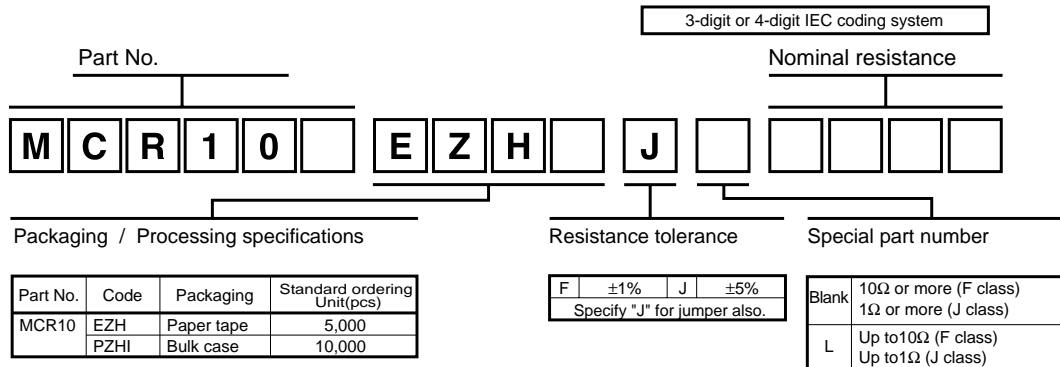 3-digit or 4-digit IEC coding system
Part No.
Nominal resistance
M C R 1 0 E Z H J
Packaging / Processing specifications
Resistance tolerance
Special part number
Part No. Code Packaging Standard ordering Unit(pcs)
MCR10 EZH Paper tape 5,000
PZHI Bulk case 10,000
F ±1% J ±5%
Specify "J" for jumper also.
Blank 10Ω or more (F class)
1Ω or more (J class)
L Up to10Ω (F class)
Up to1Ω (J class)